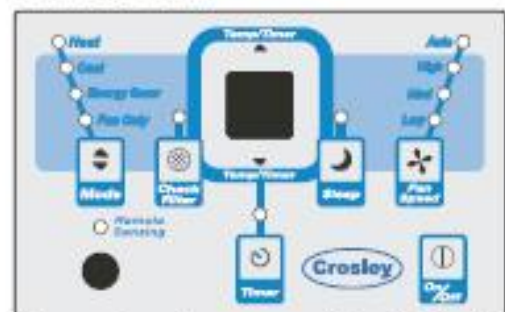 Heat
Cool
Energy Saver
Fan Only
Mode
Check
Filter
Temp/Timer
Temp/Timer
Sleep
Auto
High
Med
Low
Fan
Speed
Remote
Sensing
Timer
Crosley
On/Off